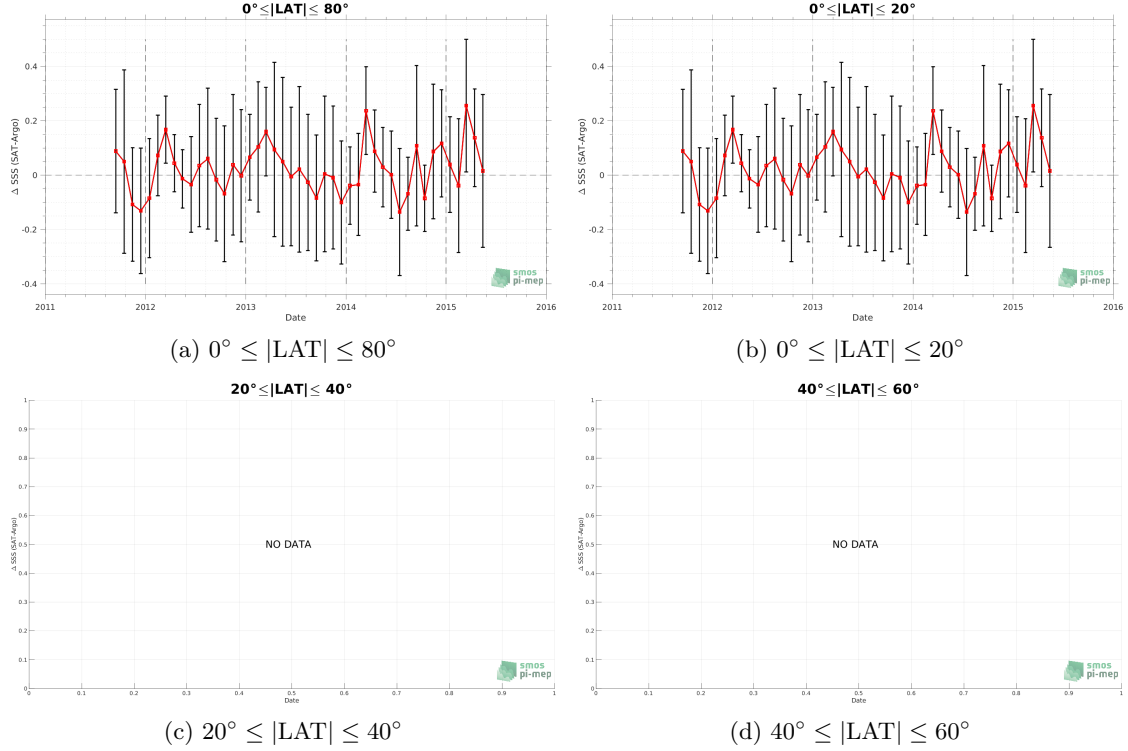 0°≤|LAT|≤ 80°
Δ SSS (SAT-Argo)
0.4
0.2
0
-0.2
-0.4
2011 2012 2013 2014 2015 2016
Date
smos
pi-mep
(a) 0° ≤ |LAT| ≤ 80°
0°≤|LAT|≤ 20°
Δ SSS (SAT-Argo)
0.4
0.2
0
-0.2
-0.4
2011 2012 2013 2014 2015 2016
Date
smos
pi-mep
(b) 0° ≤ |LAT| ≤ 20°
20°≤|LAT|≤ 40°
Δ SSS (SAT-Argo)
1
0.9
0.8
0.7
0.6
0.5
0.4
0.3
0.2
0.1
0
NO DATA
0 0.1 0.2 0.3 0.4 0.5 0.6 0.7 0.8 0.9 1
Date
smos
pi-mep
(c) 20° ≤ |LAT| ≤ 40°
40°≤|LAT|≤ 60°
Δ SSS (SAT-Argo)
1
0.9
0.8
0.7
0.6
0.5
0.4
0.3
0.2
0.1
0
NO DATA
0 0.1 0.2 0.3 0.4 0.5 0.6 0.7 0.8 0.9 1
Date
smos
pi-mep
(d) 40° ≤ |LAT| ≤ 60°